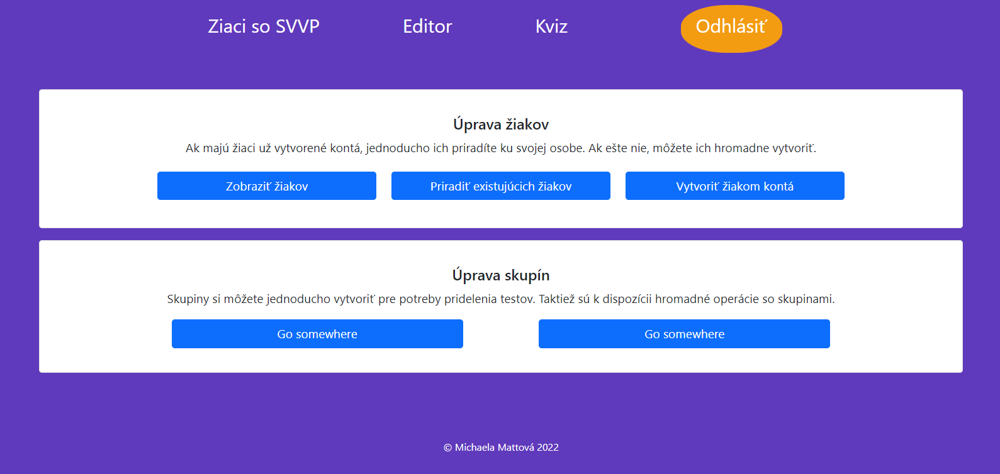 Ziaci so SVVP
Editor
Kviz
Odhlásiť
Úprava žiakov
Ak majú žiaci už vytvorené kontá, jednoducho ich priradíte ku svojej osobe. Ak ešte nie, môžete ich hromadne vytvoriť.
Zobraziť žiakov
Priradiť existujúcich žiakov
Vytvoriť žiakom kontá
Úprava skupín
Skupiny si môžete jednoducho vytvoriť pre potreby pridelenia testov. Taktiež sú k dispozícii hromadné operácie so skupinami.
Go somewhere
Go somewhere
© Michaela Mattová 2022